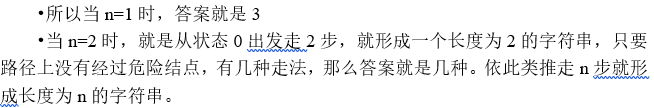 •所以当 n=1 时，答案就是 3
•当 n=2 时，就是从状态 0 出发走 2 步，就形成一个长度为 2 的字符串，只要
路径上没有经过危险结点，有几种走法，那么答案就是几种。依此类推走 n 步就形
成长度为 n 的字符串。